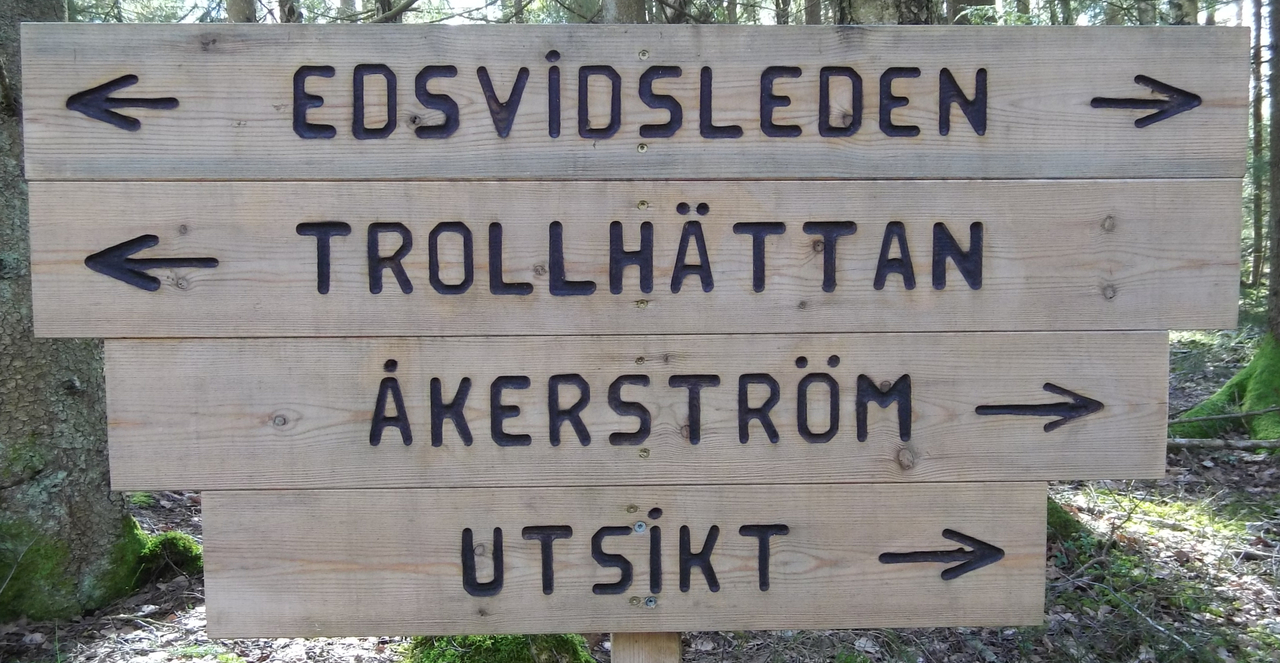 ← EDSVIDSLEDEN →
← TROLLHÄTTAN
ÅKERSTRÖM →
UTSIKT →